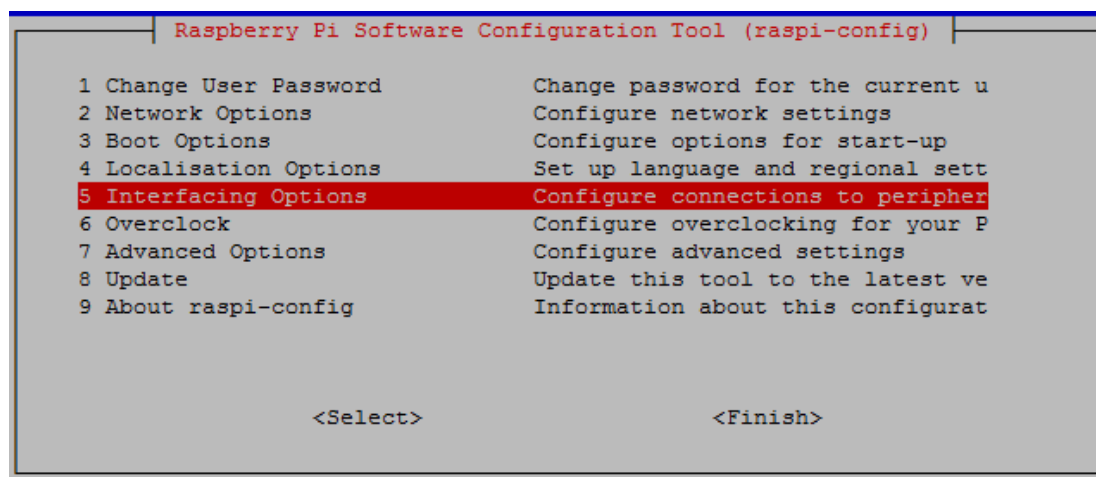 Raspberry Pi Software Configuration Tool (raspi-config)
1 Change User Password Change password for the current u
2 Network Options Configure network settings
3 Boot Options Configure options for start-up
4 Localisation Options Set up language and regional sett
5 Interfacing Options Configure connections to peripher
6 Overclock Configure overclocking for your P
7 Advanced Options Configure advanced settings
8 Update Update this tool to the latest ve
9 About raspi-config Information about this configurat
<Select> <Finish>